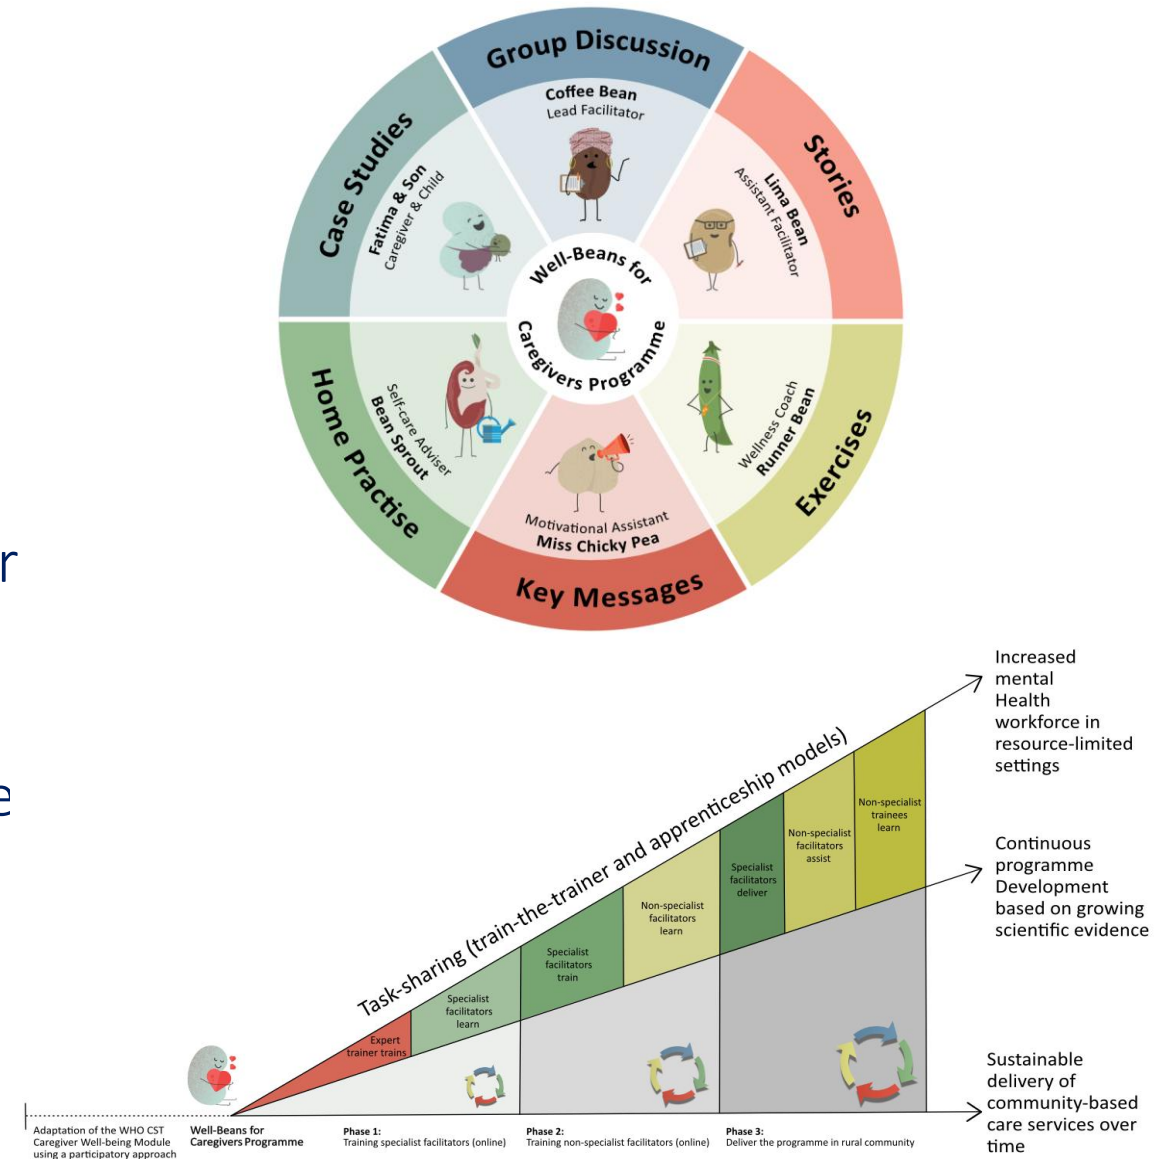 Group Discussion
Coffee Bean
Lead Facilitator
Stories
Lima Bean
Assistant Facilitator
Exercises
Wellness Coach
Runner Bean
Key Messages
Motivational Assistant
Miss Chicky Pea
Home Practise
Self-care Adviser
Bean Sprout
Case Studies
Fatima & Son
Caregiver & Child
Well-Beans for
Caregivers Programme
r
e
Task-sharing (train-the-trainer and apprenticeship models)
Expert
trainer trains
Specialist
facilitators
learn
Specialist
facilitators
train
Non-specialist
facilitators
learn
Specialist
facilitators
deliver
Non-specialist
facilitators
assist
Non-specialist
trainees
learn
Increased
mental
Health
workforce in
resource-limited
settings
Continuous
programme
Development
based on growing
scientific evidence
Sustainable
delivery of
community-based
care services over
time
Adaptation of the WHO CST
Caregiver Well-being Module
using a participatory approach
Well-Beans for
Caregivers Programme
Phase 1:
Training specialist facilitators (online)
Phase 2:
Training non-specialist facilitators (online)
Phase 3:
Deliver the programme in rural community